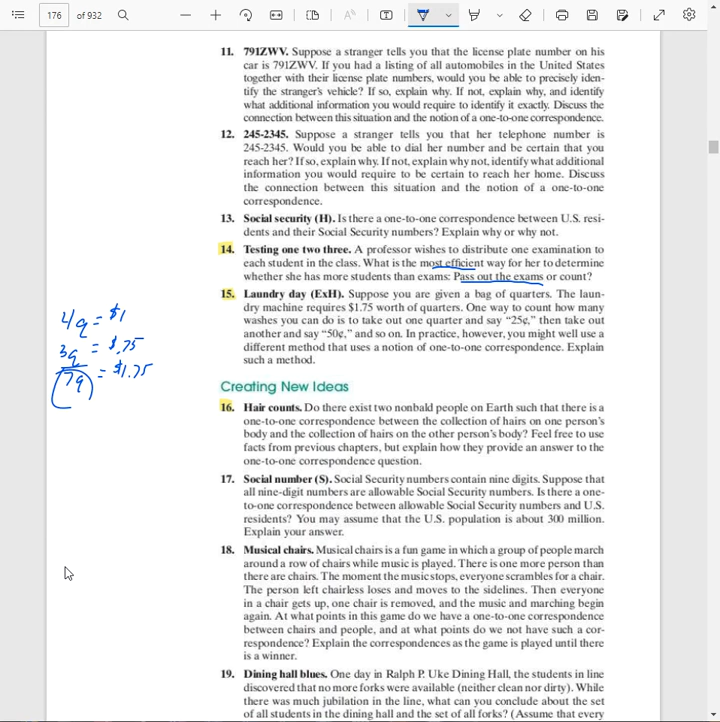 176 of 932
11. 791ZWV. Suppose a stranger tells you that the license plate number on his
car is 791ZWV. If you had a listing of all automobiles in the United States
together with their license plate numbers, would you be able to precisely iden-
tify the stranger's vehicle? If so, explain why. If not, explain why, and identify
what additional information you would require to identify it exactly. Discuss the
connection between this situation and the notion of a one-to-one correspondence.
12. 245-2345. Suppose a stranger tells you that her telephone number is
245-2345. Would you be able to dial her number and be certain that you
reach her? If so, explain why. If not, explain why not, identify what additional
information you would require to be certain to reach her home. Discuss
the connection between this situation and the notion of a one-to-one
correspondence.
13. Social security (H). Is there a one-to-one correspondence between U.S. resi-
dents and their Social Security numbers? Explain why or why not.
14. Testing one two three. A professor wishes to distribute one examination to
each student in the class. What is the most efficient way for her to determine
whether she has more students than exams: Pass out the exams or count?
15. Laundry day (ExH). Suppose you are given a bag of quarters. The laun-
dry machine requires $1.75 worth of quarters. One way to count how many
washes you can do is to take out one quarter and say "25¢," then take out
another and say "50¢," and so on. In practice, however, you might well use a
different method that uses a notion of one-to-one correspondence. Explain
such a method.
4q = $1
3q = $.75
7q = $1.75
Creating New Ideas
16. Hair counts. Do there exist two nonbald people on Earth such that there is a
one-to-one correspondence between the collection of hairs on one person's
body and the collection of hairs on the other person's body? Feel free to use
facts from previous chapters, but explain how they provide an answer to the
one-to-one correspondence question.
17. Social number (S). Social Security numbers contain nine digits. Suppose that
all nine-digit numbers are allowable Social Security numbers. Is there a one-
to-one correspondence between allowable Social Security numbers and U.S.
residents? You may assume that the U.S. population is about 300 million.
Explain your answer.
18. Musical chairs. Musical chairs is a fun game in which a group of people march
around a row of chairs while music is played. There is one more person than
there are chairs. The moment the music stops, everyone scrambles for a chair.
The person left chairless loses and moves to the sidelines. Then everyone
in a chair gets up, one chair is removed, and the music and marching begin
again. At what points in this game do we have a one-to-one correspondence
between chairs and people, and at what points do we not have such a cor-
respondence? Explain the correspondences as the game is played until there
is a winner.
19. Dining hall blues. One day in Ralph P. Uke Dining Hall, the students in line
discovered that no more forks were available (neither clean nor dirty). While
there was much jubilation in the line, what can you conclude about the set
of all students in the dining hall and the set of all forks? (Assume that every